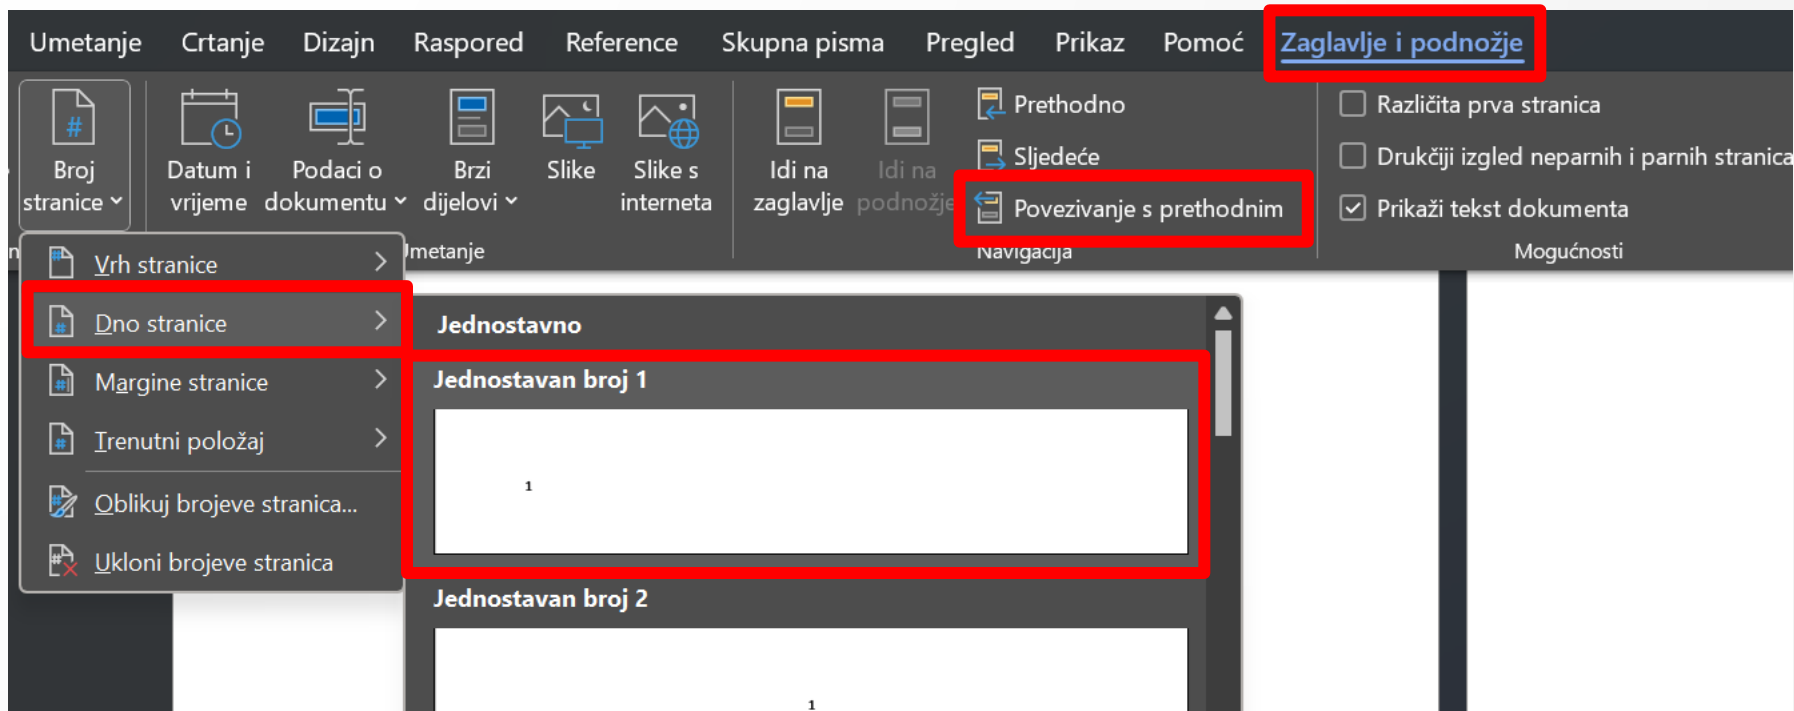 Umetanje Crtanje Dizajn Raspored Reference Skupna pisma Pregled Prikaz Pomoć Zaglavlje i podnožje
Broj stranice
Datum i vrijeme
Podaci o dokumentu
Brzi dijelovi
Slike
Slike s interneta
Idi na zaglavlje
Idi na podnožje
Prethodno
Sljedeće
Povezivanje s prethodnim
Različita prva stranica
Drukčiji izgled neparnih i parnih stranica
Prikaži tekst dokumenta
Umetanje
Navigacija
Mogućnosti
Vrh stranice
Dno stranice
Margine stranice
Trenutni položaj
Oblikuj brojeve stranica...
Ukloni brojeve stranica
Jednostavno
Jednostavan broj 1
1
Jednostavan broj 2
1